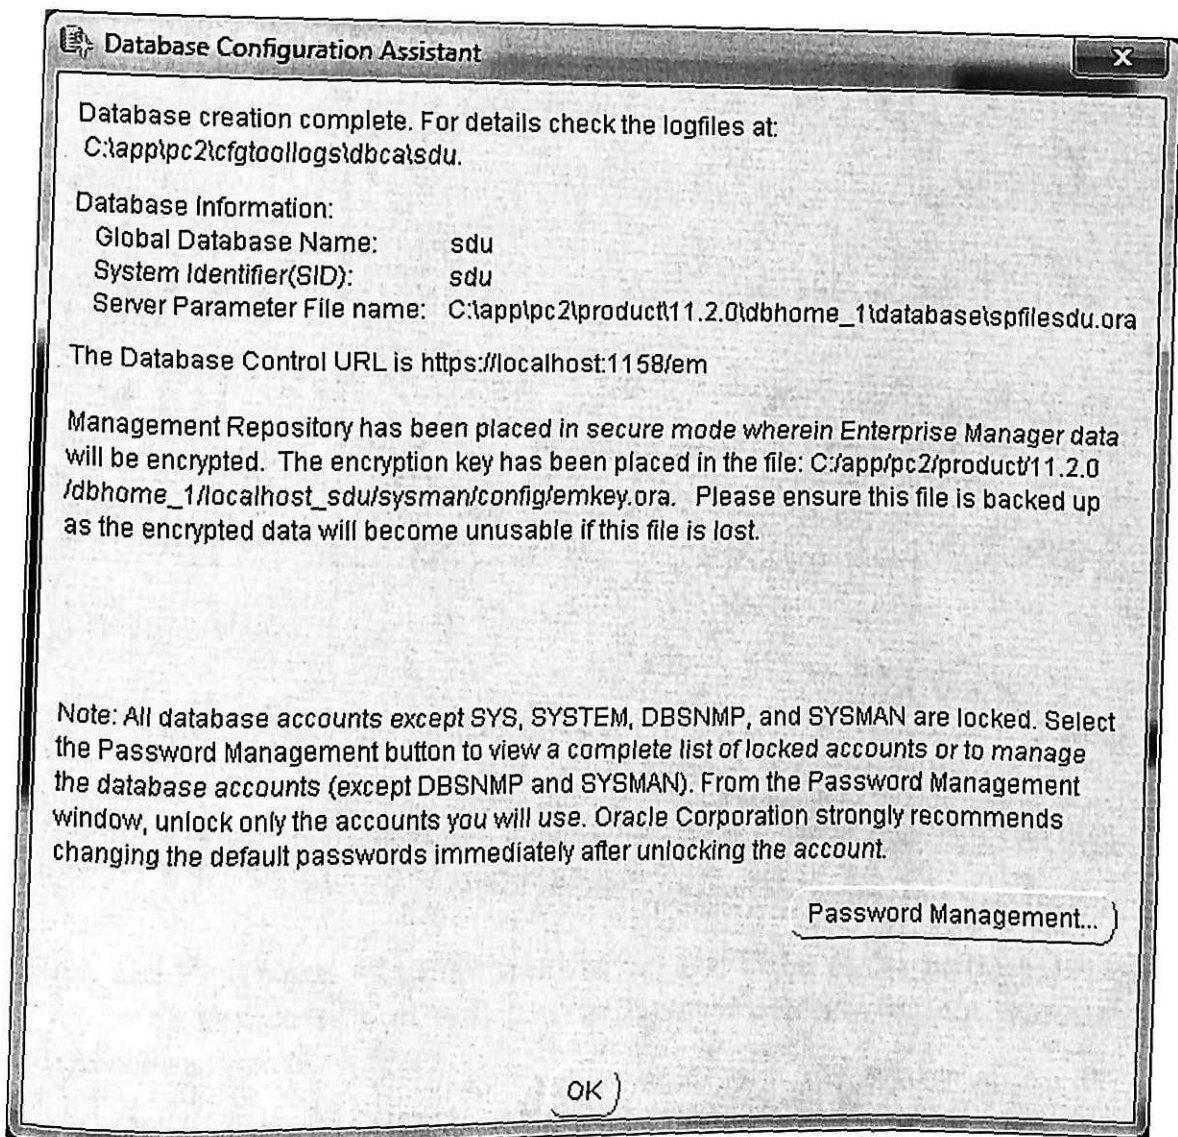 Database Configuration Assistant
X
Database creation complete. For details check the logfiles at:
C:\app\pc2\cfgtoollogs\dbca\sdu.
Database Information:
Global Database Name: sdu
System Identifier(SID): sdu
Server Parameter File name: C:\app\pc2\product\11.2.0\dbhome_1\database\spfilesdu.ora
The Database Control URL is https://localhost:1158/em
Management Repository has been placed in secure mode wherein Enterprise Manager data
will be encrypted. The encryption key has been placed in the file: C:/app/pc2/product/11.2.0
/dbhome_1/localhost_sdu/sysman/config/emkey.ora. Please ensure this file is backed up
as the encrypted data will become unusable if this file is lost.
Note: All database accounts except SYS, SYSTEM, DBSNMP, and SYSMAN are locked. Select
the Password Management button to view a complete list of locked accounts or to manage
the database accounts (except DBSNMP and SYSMAN). From the Password Management
window, unlock only the accounts you will use. Oracle Corporation strongly recommends
changing the default passwords immediately after unlocking the account.
Password Management...
OK